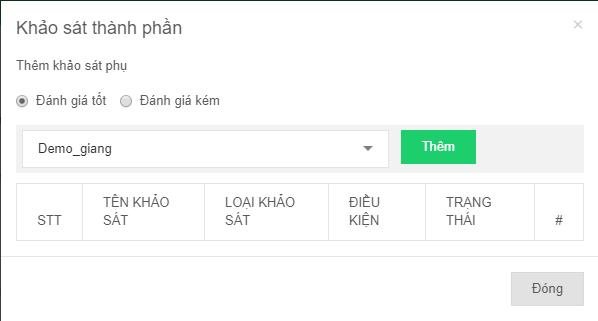 Khảo sát thành phần
×
Thêm khảo sát phụ
Đánh giá tốt Đánh giá kém
Demo_giang Thêm
STT TÊN KHẢO SÁT LOẠI KHẢO SÁT ĐIỀU KIỆN TRẠNG THÁI #
Đóng